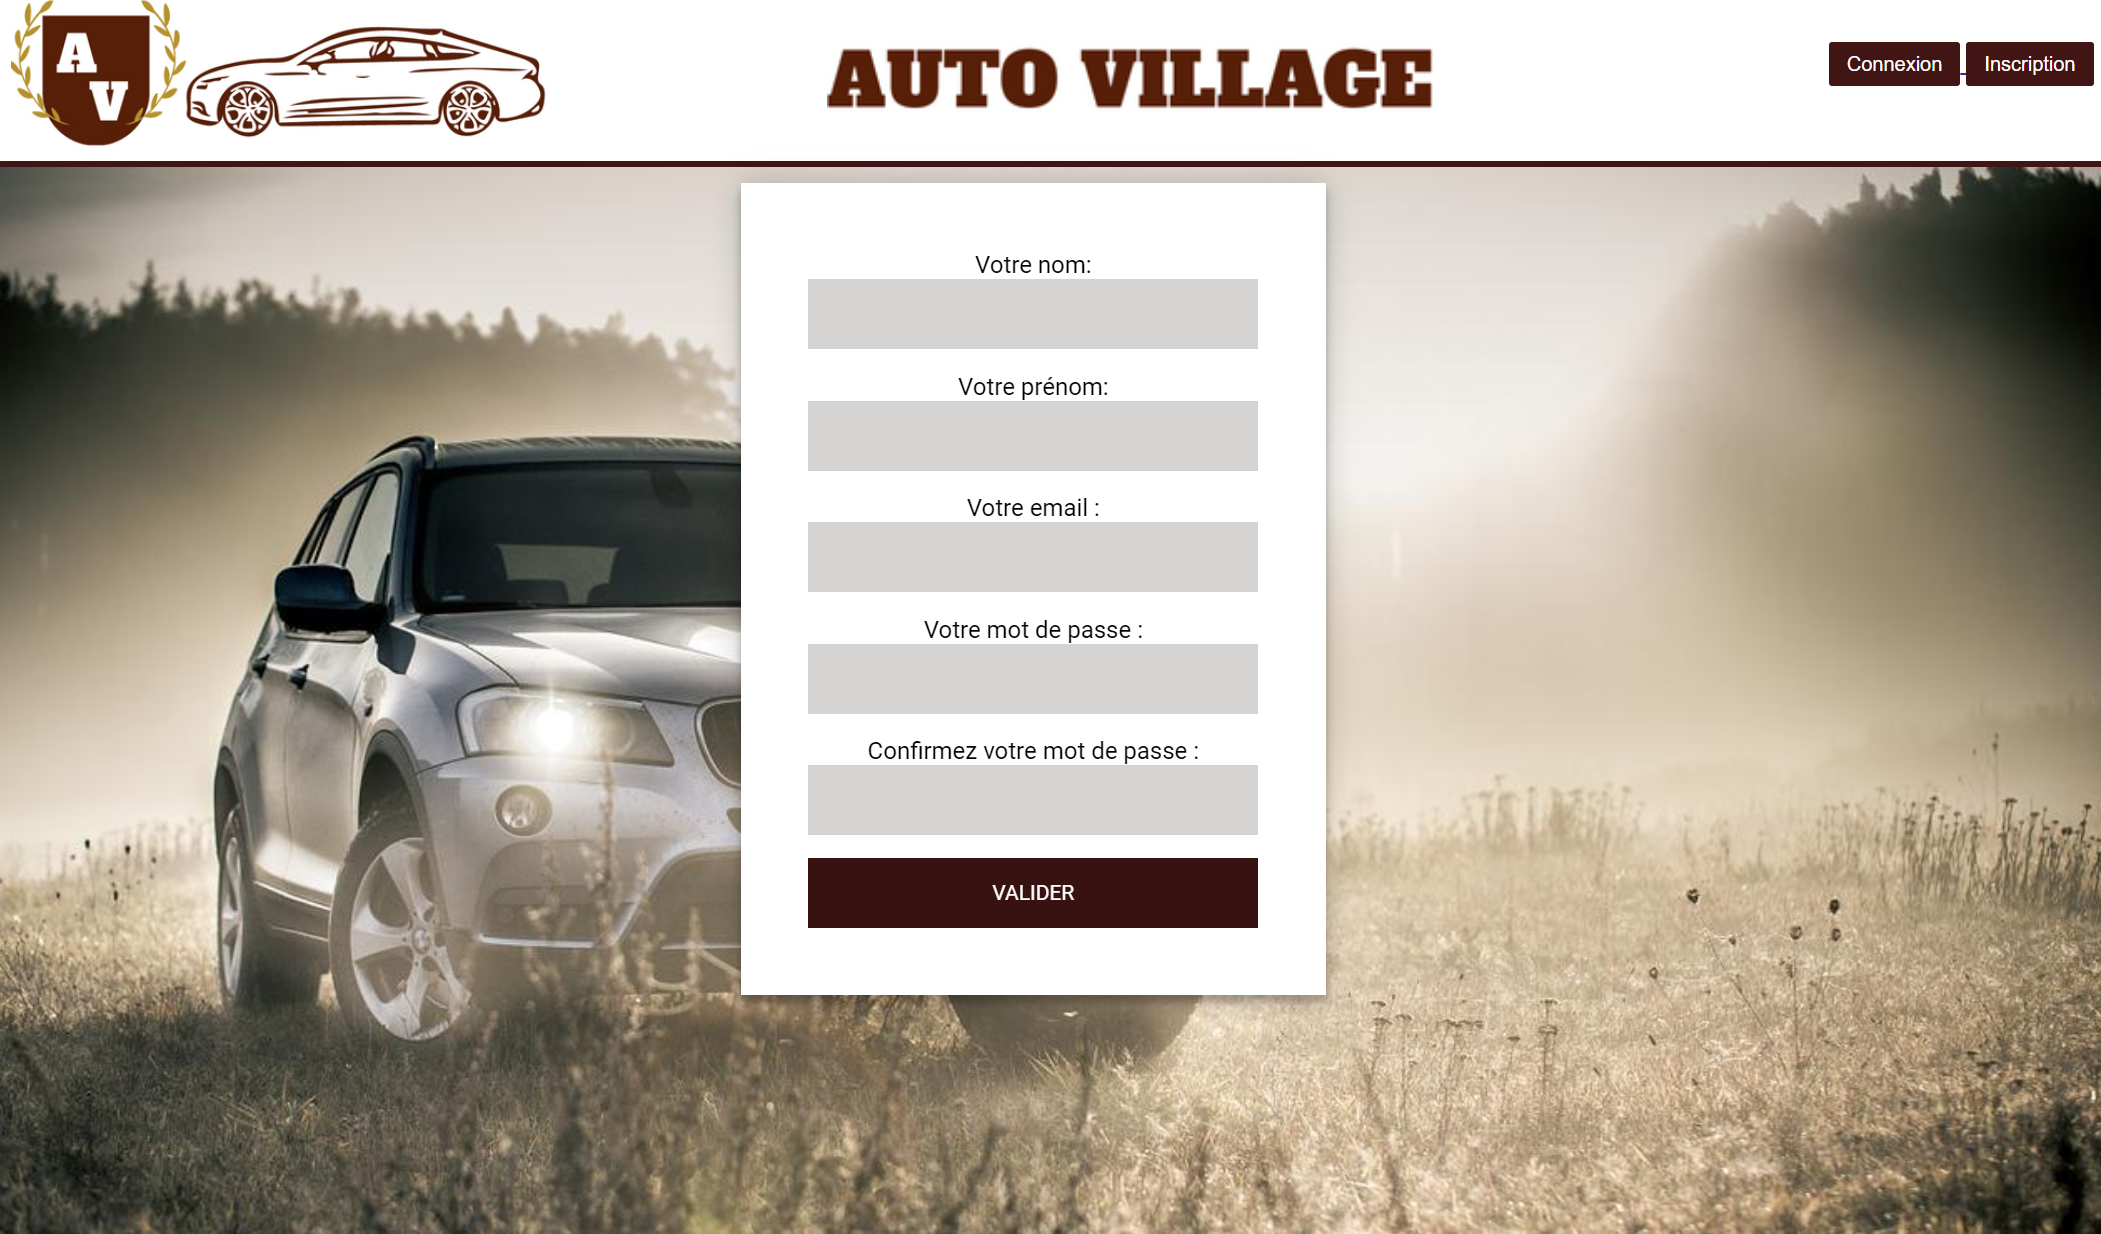 A
V
AUTO VILLAGE
Connexion
Inscription
Votre nom:
Votre prénom:
Votre email :
Votre mot de passe :
Confirmez votre mot de passe :
VALIDER